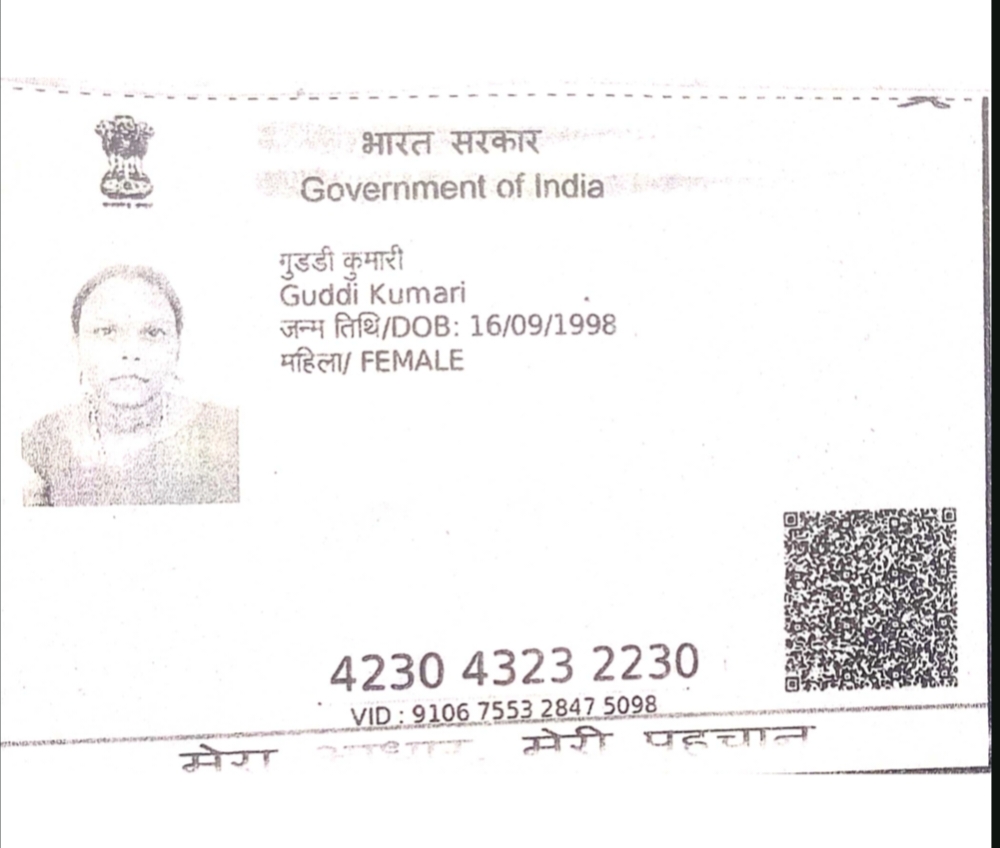 भारत सरकार
Government of India
गुडडी कुमारी
Guddi Kumari
जन्म तिथि/DOB: 16/09/1998
महिला/ FEMALE
4230 4323 2230
VID : 9106 7553 2847 5098
मेरा आधार, मेरी पहचान